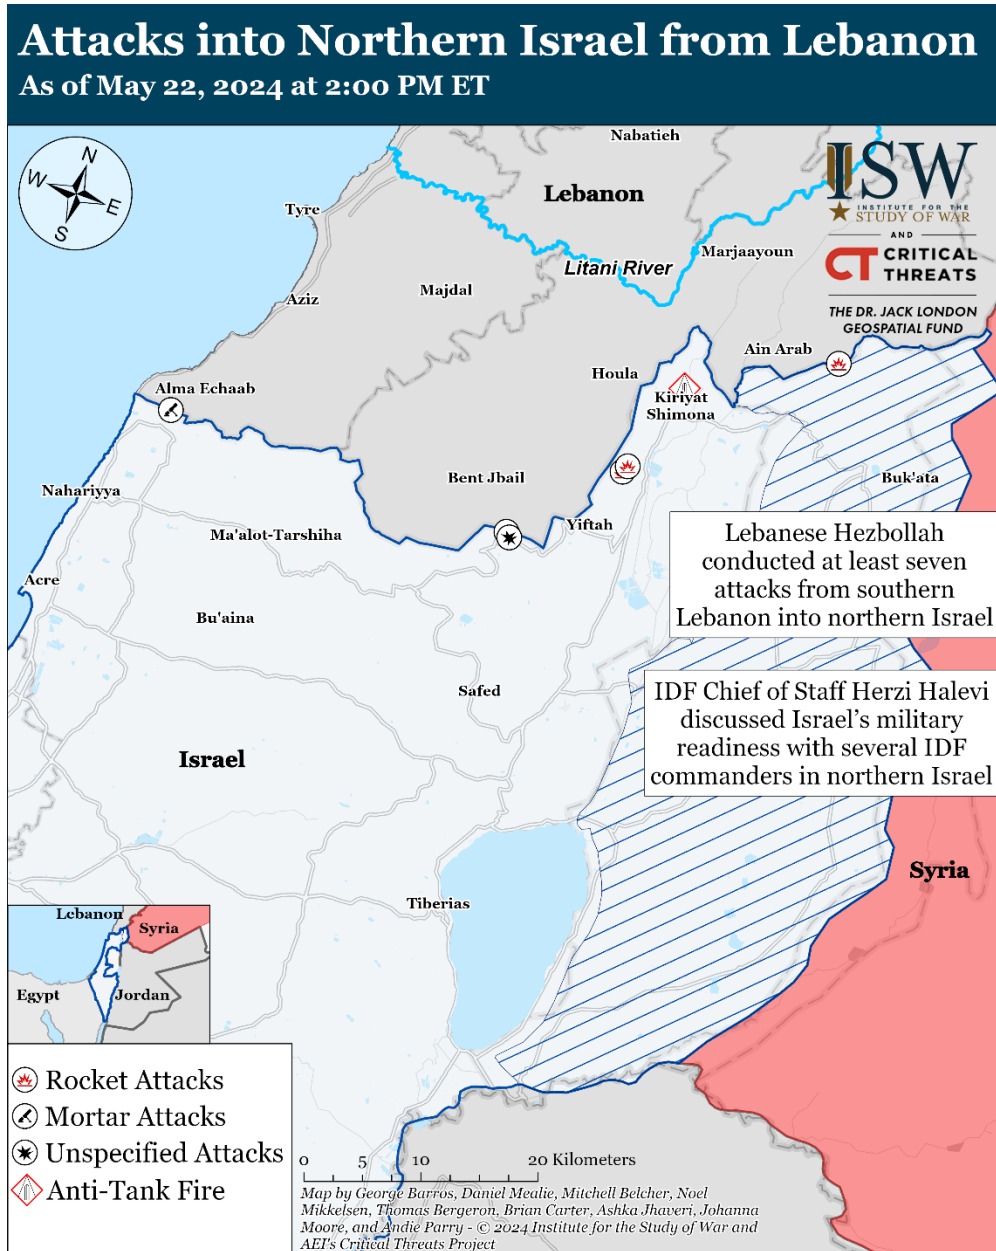 Attacks into Northern Israel from Lebanon
As of May 22, 2024 at 2:00 PM ET
N
W
E
S
Nabatieh
Lebanon
ISW
INSTITUTE FOR THE
STUDY OF WAR
AND
CT CRITICAL
THREATS
THE DR. JACK LONDON
GEOSPATIAL FUND
Tyre
Marjaayoun
Litani River
Majdal
Aziz
Ain Arab
Houla
Alma Echaab
Kiriyat
Shimona
Bent Jbail
Buk'ata
Nahariyya
Yiftah
Ma'alot-Tarshiha
Lebanese Hezbollah
conducted at least seven
attacks from southern
Lebanon into northern Israel
Acre
Bu'aina
Safed
IDF Chief of Staff Herzi Halevi
discussed Israel's military
readiness with several IDF
commanders in northern Israel
Israel
Syria
Tiberias
Lebanon
Syria
Egypt
Jordan
Rocket Attacks
Mortar Attacks
Unspecified Attacks
Anti-Tank Fire
0 5 10 20 Kilometers
Map by George Barros, Daniel Mealie, Mitchell Belcher, Noel
Mikkelsen, Thomas Bergeron, Brian Carter, Ashka Jhaveri, Johanna
Moore, and Andie Parry - © 2024 Institute for the Study of War and
AEI's Critical Threats Project